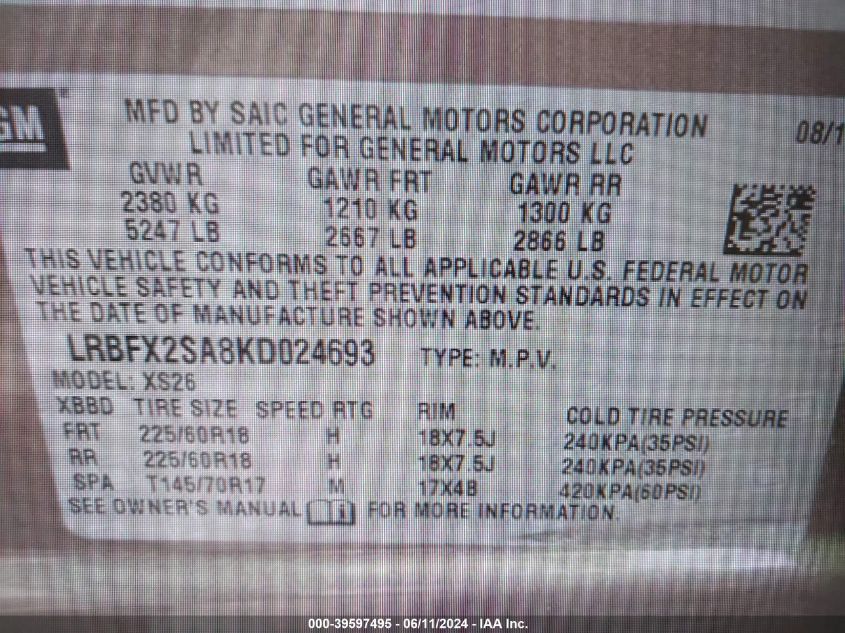 GM
MFD BY SAIC GENERAL MOTORS CORPORATION 08/1
LIMITED FOR GENERAL MOTORS LLC
GVWR GAWR FRT GAWR RR
2380 KG 1210 KG 1300 KG
5247 LB 2667 LB 2866 LB
THIS VEHICLE CONFORMS TO ALL APPLICABLE U.S. FEDERAL MOTOR
VEHICLE SAFETY AND THEFT PREVENTION STANDARDS IN EFFECT ON
THE DATE OF MANUFACTURE SHOWN ABOVE.
LRBFX2SA8KD024693 TYPE: M.P.V.
MODEL: XS26
XBBD TIRE SIZE SPEED RTG RIM COLD TIRE PRESSURE
FRT 225/60R18 H 18X7.5J 240KPA(35PSI)
RR 225/60R18 H 18X7.5J 240KPA(35PSI)
SPA T145/70R17 M 17X4B 420KPA(60PSI)
SEE OWNER'S MANUAL FOR MORE INFORMATION.
000-39597495 - 06/11/2024 - IAA Inc.